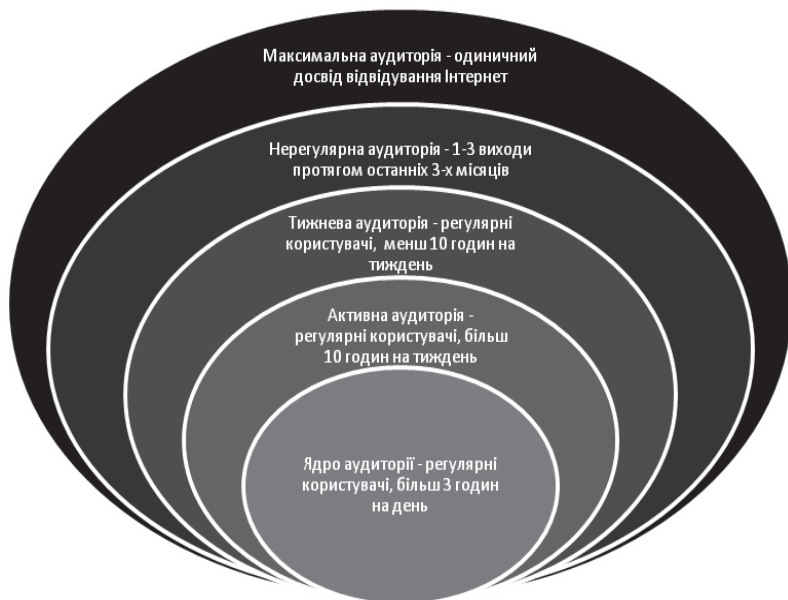 Максимальна аудиторія - одиничний
досвід відвідування Інтернет
Нерегулярна аудиторія - 1-3 виходи
протягом останніх 3-х місяців
Тижнева аудиторія - регулярні
користувачі, менш 10 годин на
тиждень
Активна аудиторія -
регулярні користувачі, більш
10 годин на тиждень
Ядро аудиторії - регулярні
користувачі, більш 3 годин
на день